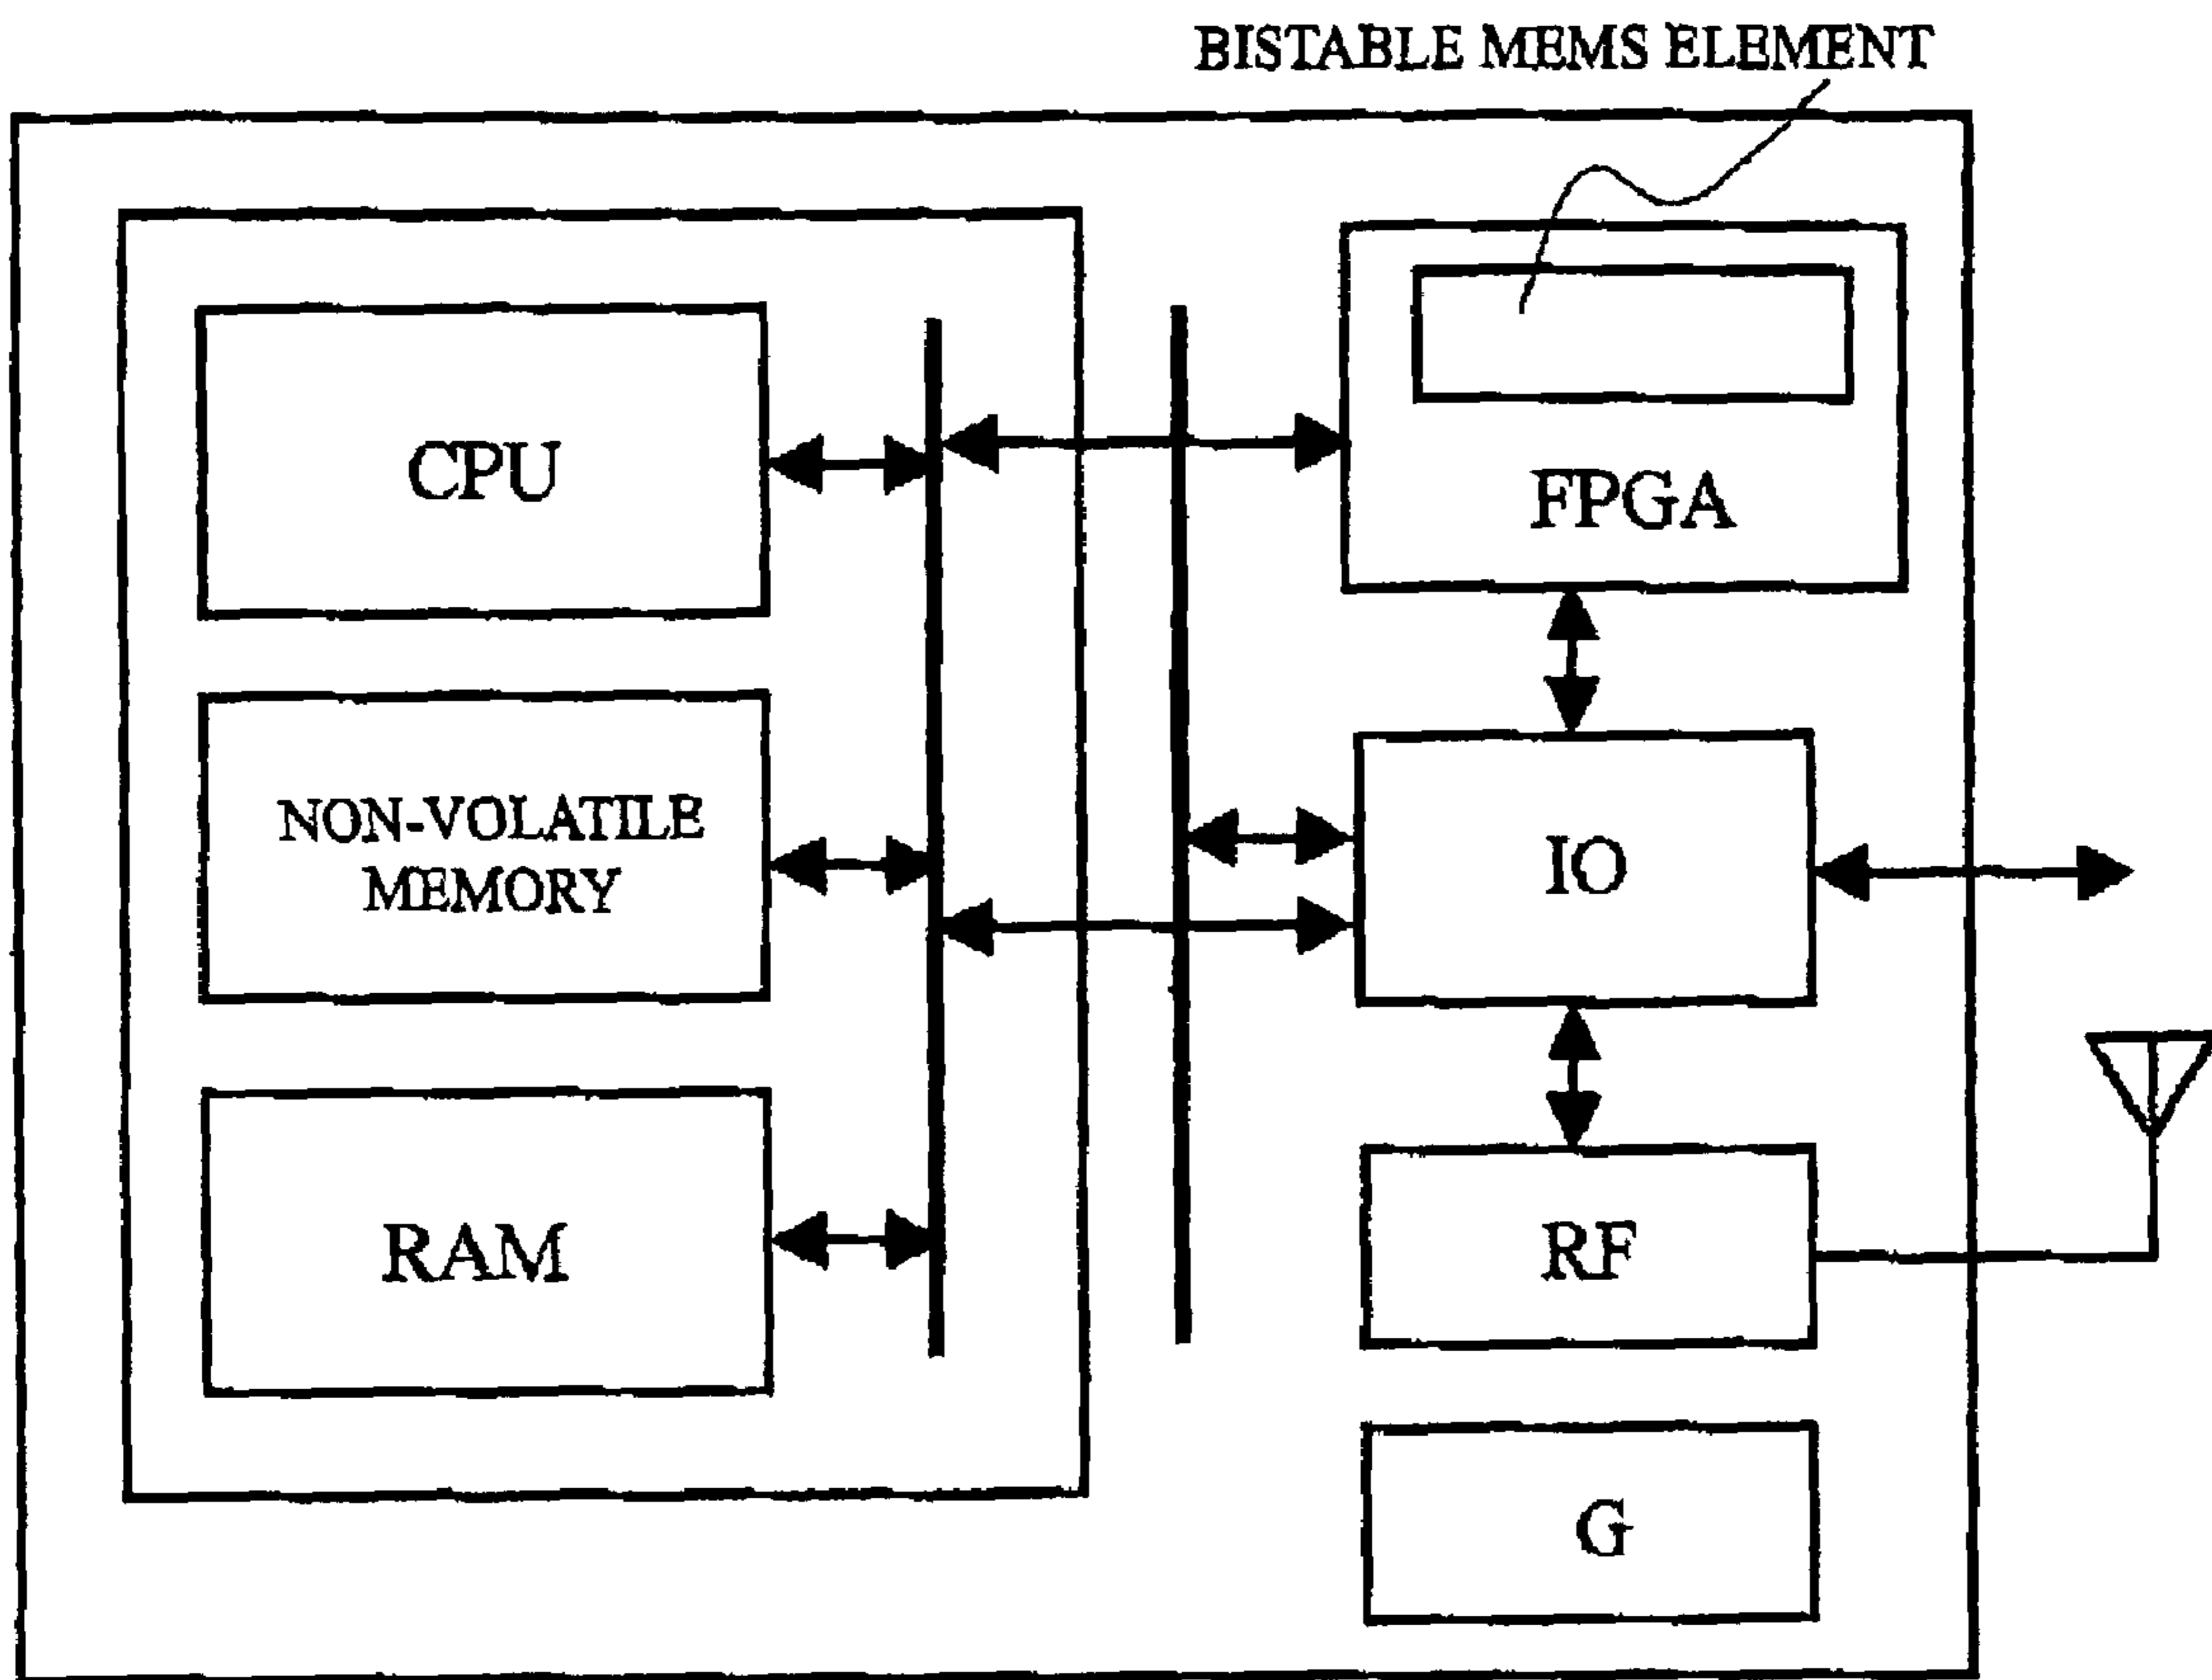 BISTABLE MEMS ELEMENT
CPU
FPGA
NON-VOLATILE
MEMORY
IO
RAM
RF
G